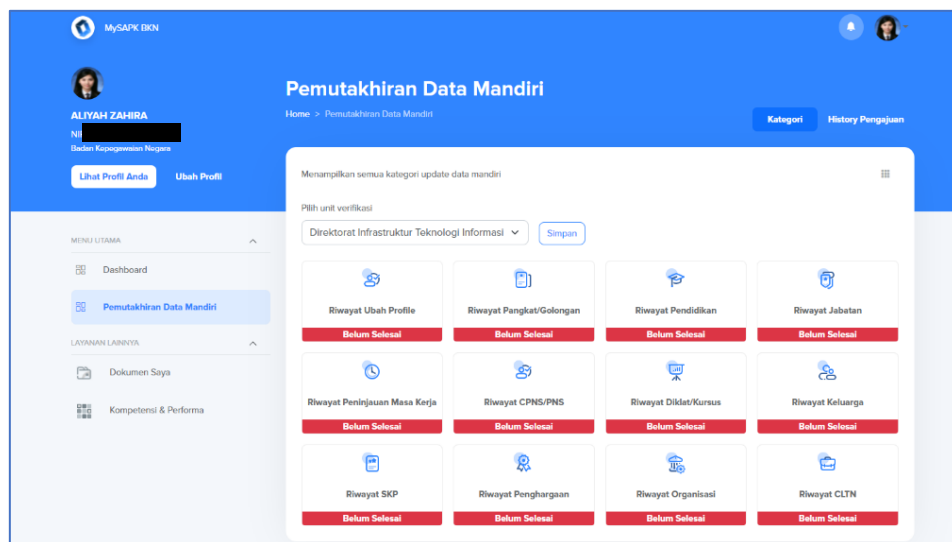 MySAPK BKN
ALIYAH ZAHIRA
Badan Kepegawaian Negara
Lihat Profil Anda
Ubah Profil
MENU UTAMA
Dashboard
Pemutakhiran Data Mandiri
LAYANAN LAINNYA
Dokumen Saya
Kompetensi & Performa
Pemutakhiran Data Mandiri
Home > Pemutakhiran Data Mandiri
Kategori History Pengajuan
Menampilkan semua kategori update data mandiri
Pilih unit verifikasi
Direktorat Infrastruktur Teknologi Informasi Simpan
Riwayat Ubah Profile Riwayat Pangkat/Golongan Riwayat Pendidikan Riwayat Jabatan
Belum Selesai Belum Selesai Belum Selesai Belum Selesai
Riwayat Peninjauan Masa Kerja Riwayat CPNS/PNS Riwayat Diklat/Kursus Riwayat Keluarga
Belum Selesai Belum Selesai Belum Selesai Belum Selesai
Riwayat SKP Riwayat Penghargaan Riwayat Organisasi Riwayat CLTN
Belum Selesai Belum Selesai Belum Selesai Belum Selesai